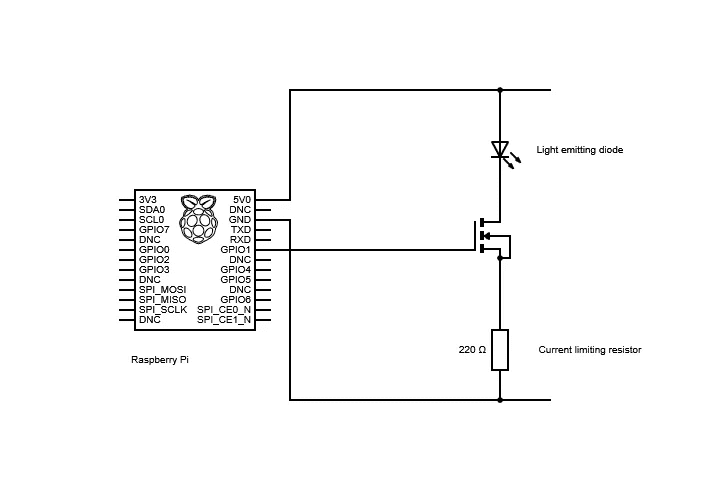 Light emitting diode
3V3 5V0
SDA0 DNC
SCL0 GND
GPIO7 TXD
DNC RXD
GPIO0 GPIO1
GPIO2 DNC
GPIO3 GPIO4
DNC GPIO5
SPI_MOSI DNC
SPI_MISO GPIO6
SPI_SCLK SPI_CE0_N
DNC SPI_CE1_N
220 Ω Current limiting resistor
Raspberry Pi